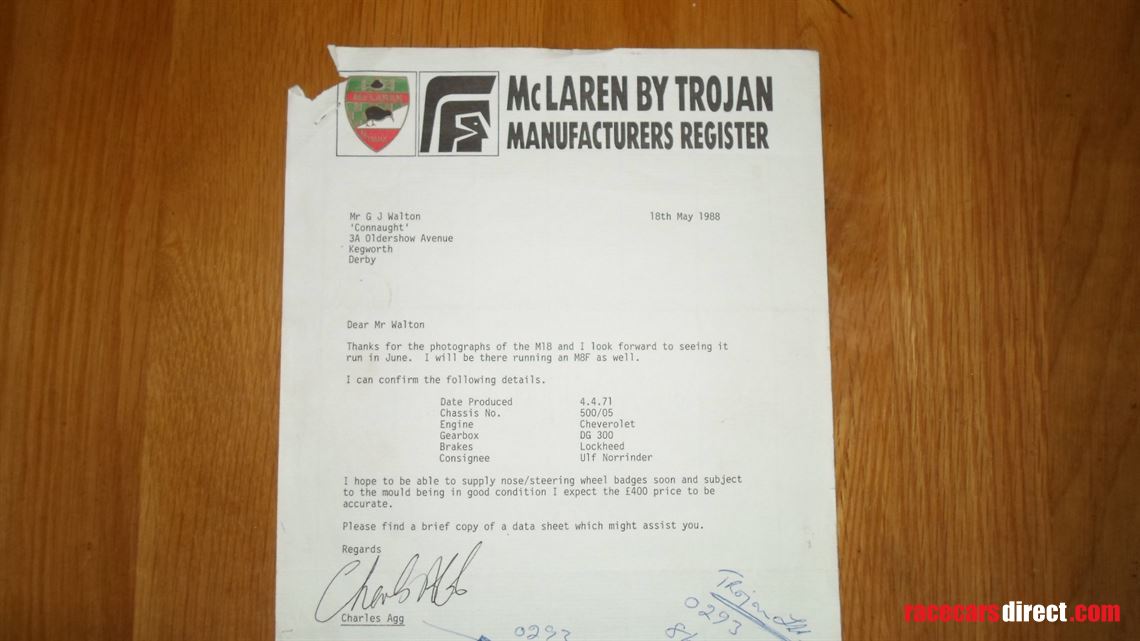 McLAREN
McLAREN BY TROJAN
MANUFACTURERS REGISTER
Mr G J Walton
18th May 1988
'Connaught'
3A Oldershow Avenue
Kegworth
Derby
Dear Mr Walton
Thanks for the photographs of the M18 and I look forward to seeing it
run in June. I will be there running an M8F as well.
I can confirm the following details.
Date Produced 4.4.71
Chassis No. 500/05
Engine Cheverolet
Gearbox DG 300
Brakes Lockheed
Consignee Ulf Norrinder
I hope to be able to supply nose/steering wheel badges soon and subject
to the mould being in good condition I expect the £400 price to be
accurate.
Please find a brief copy of a data sheet which might assist you.
Regards
Charles Agg
Charles Agg
Trojan Ltd
0293
0293
racecarsdirect.com